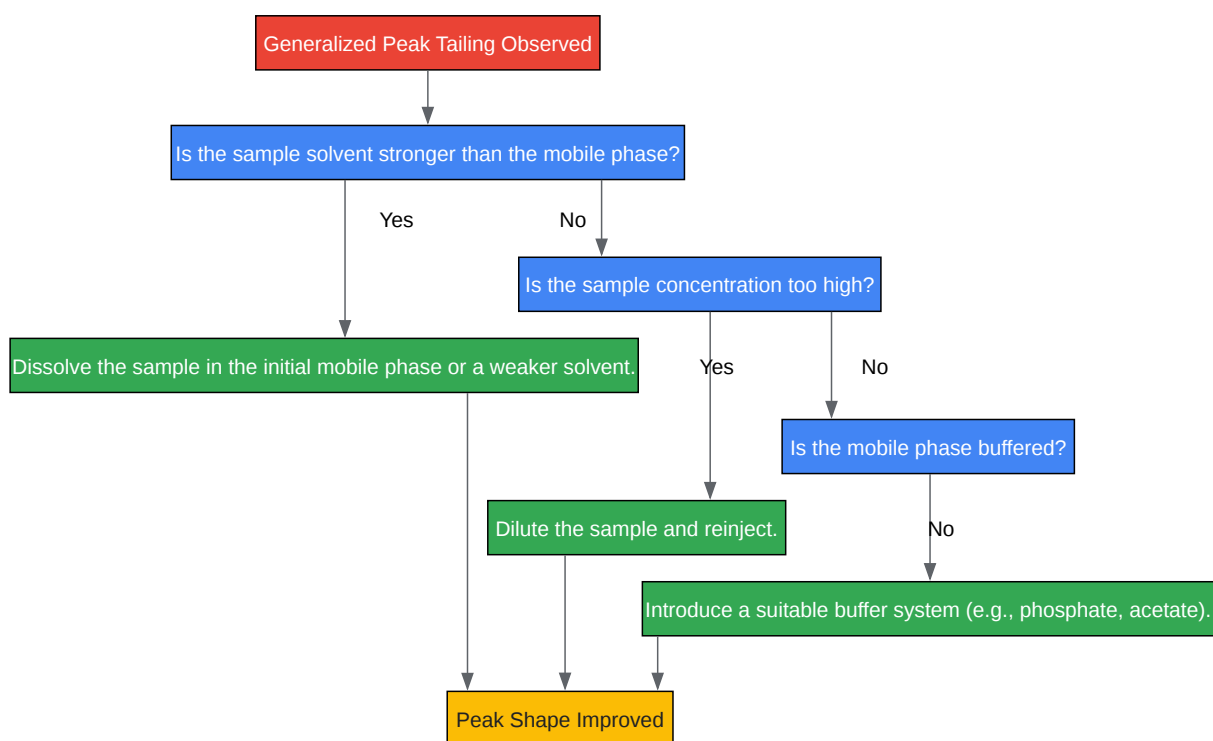 Generalized Peak Tailing Observed
Is the sample solvent stronger than the mobile phase?
Yes
No
Is the sample concentration too high?
Dissolve the sample in the initial mobile phase or a weaker solvent.
Yes
No
Is the mobile phase buffered?
Dilute the sample and reinject.
No
Introduce a suitable buffer system (e.g., phosphate, acetate).
Peak Shape Improved